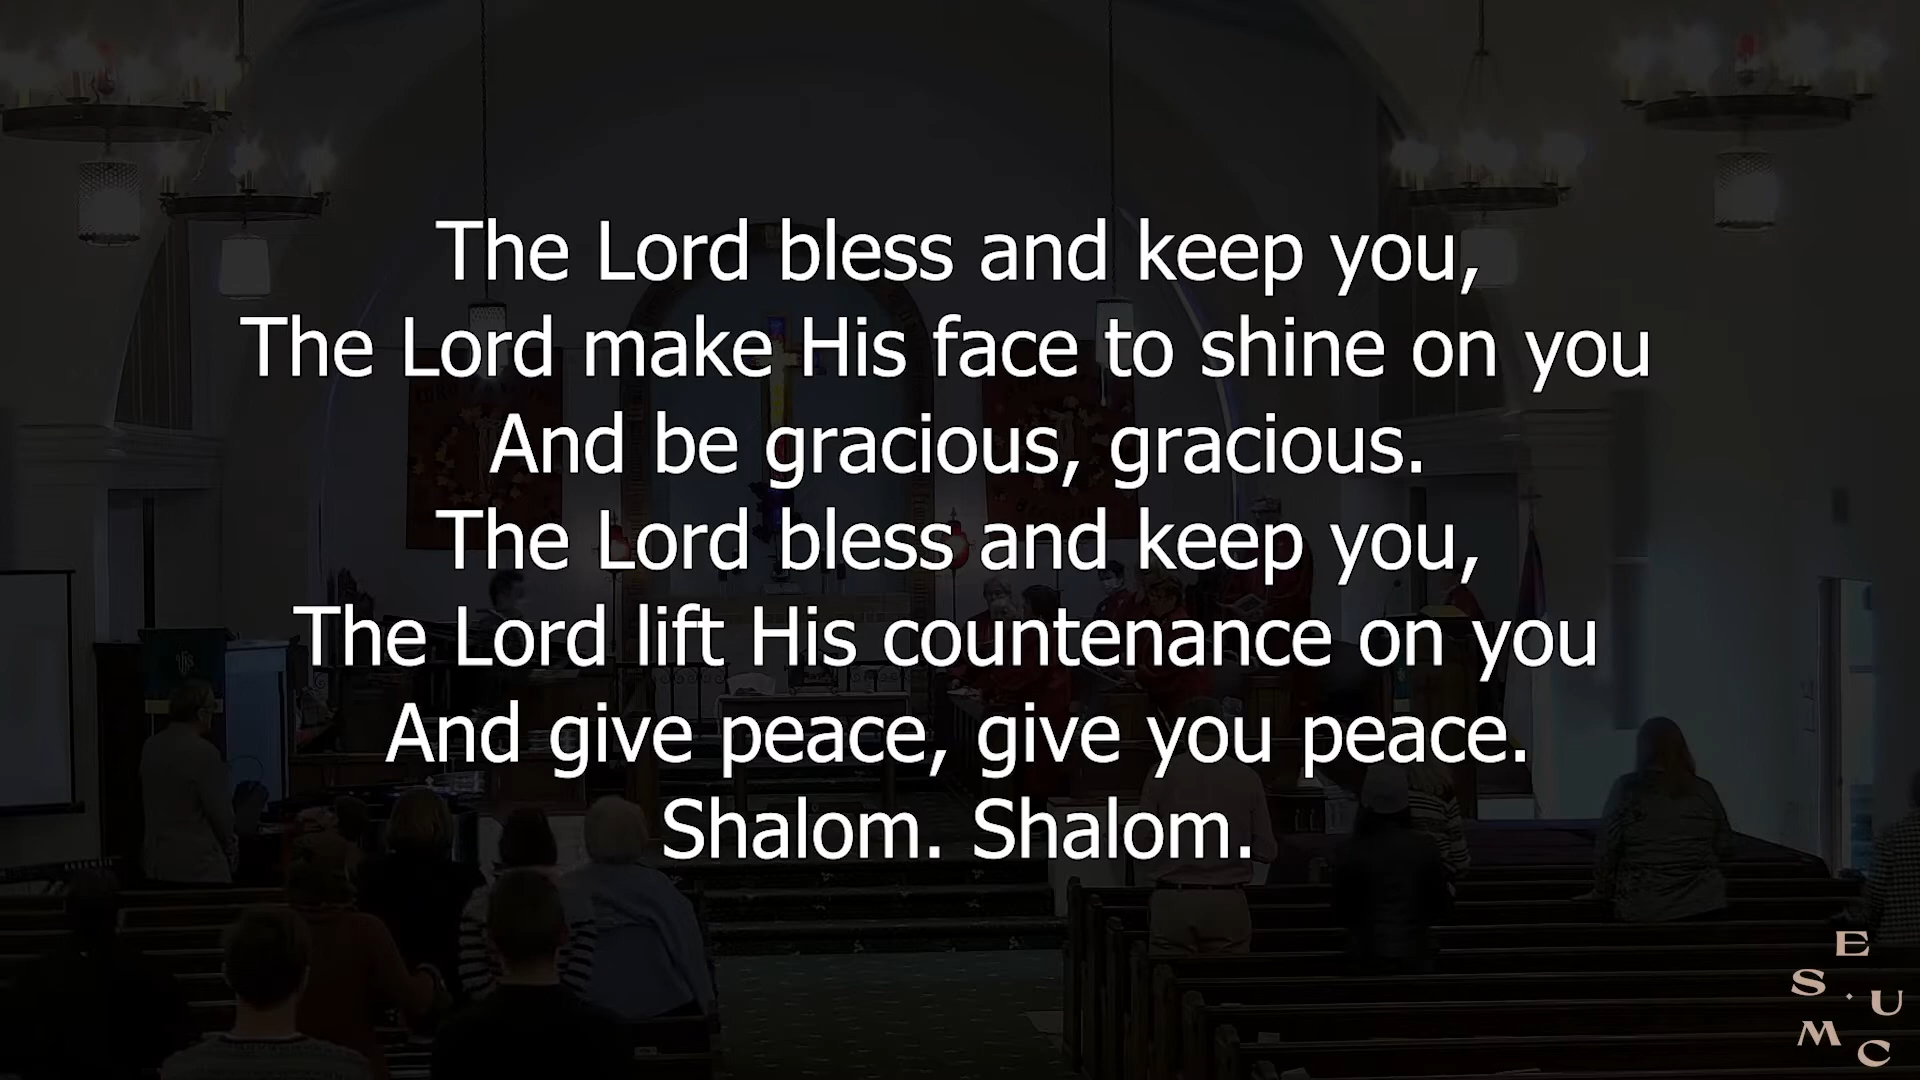 The Lord bless and keep you,
The Lord make His face to shine on you
And be gracious, gracious.
The Lord bless and keep you,
The Lord lift His countenance on you
And give peace, give you peace.
Shalom. Shalom.
E
S · U
M C